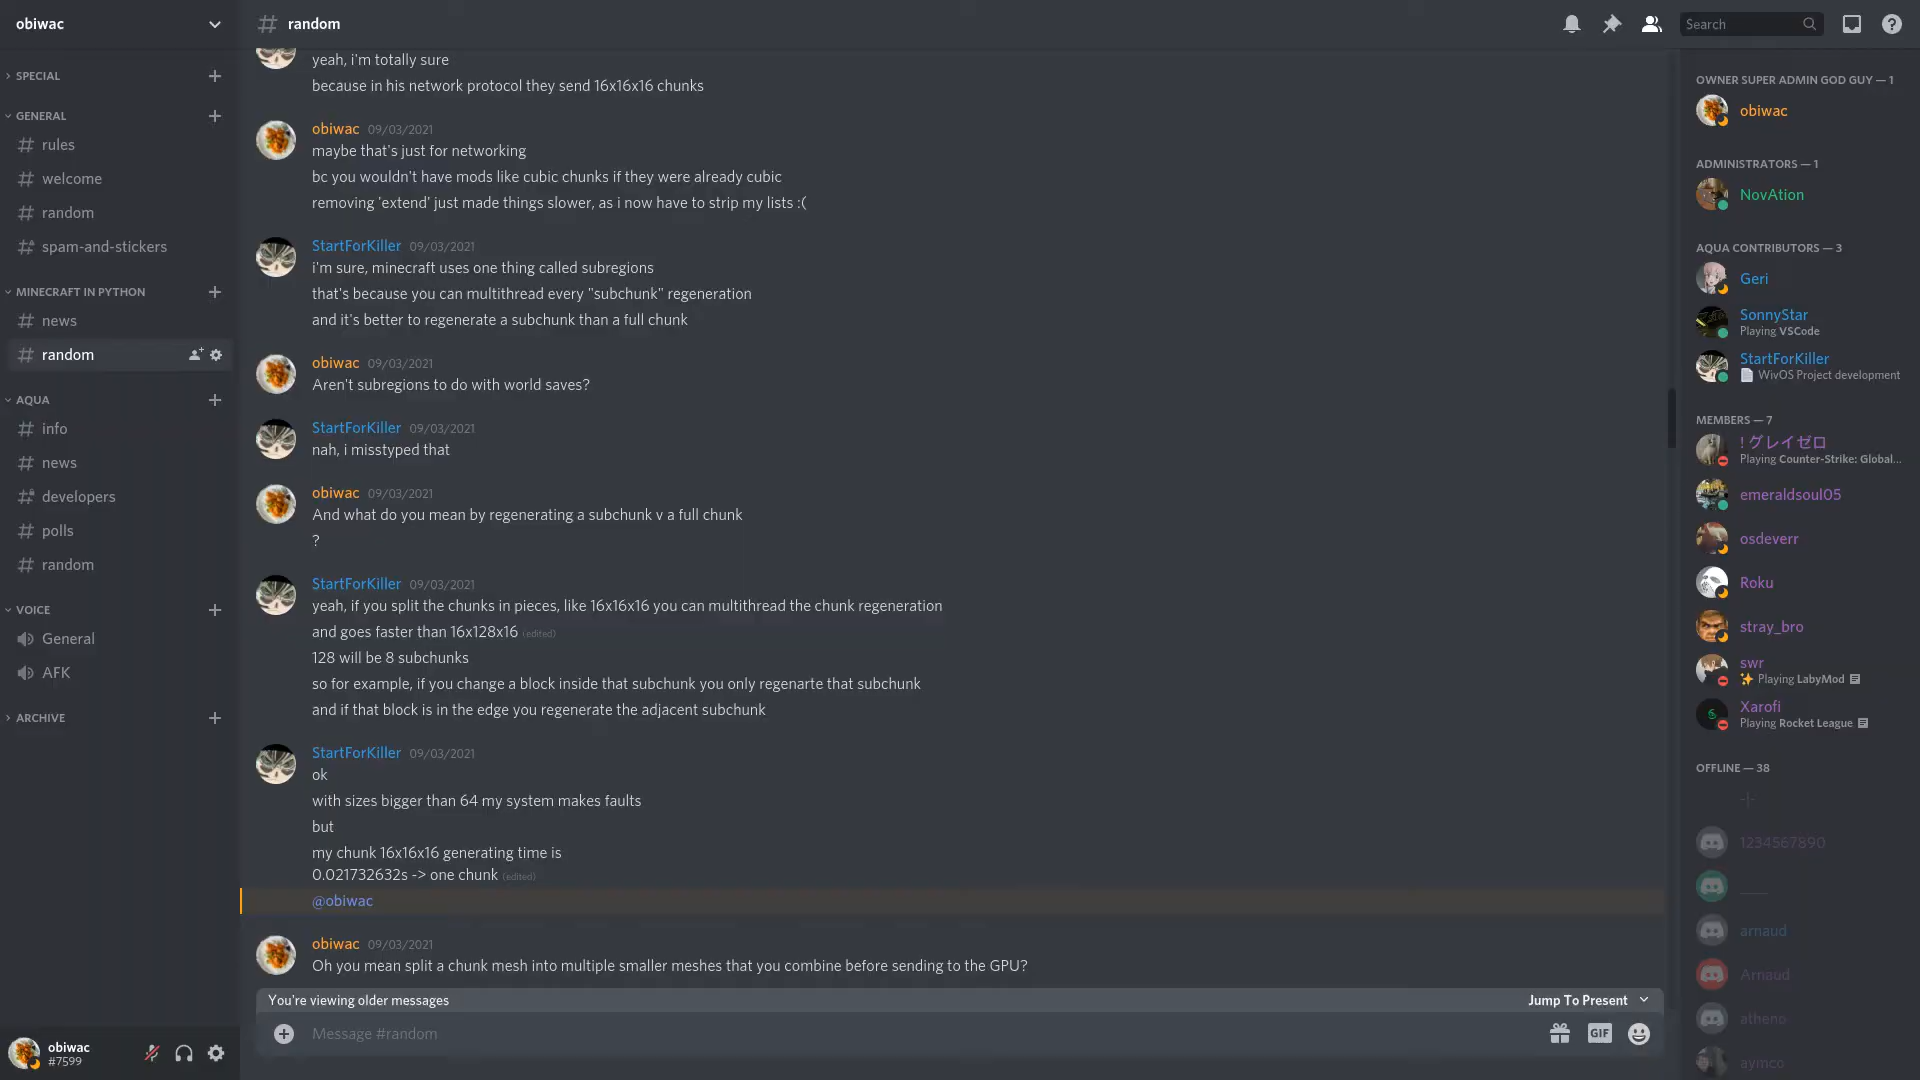 obiwac
SPECIAL
GENERAL
rules
welcome
random
spam-and-stickers
MINECRAFT IN PYTHON
news
random
AQUA
info
news
developers
polls
random
VOICE
General
AFK
ARCHIVE
obiwac
#7599
random
Search
yeah, i'm totally sure
because in his network protocol they send 16x16x16 chunks
obiwac 09/03/2021
maybe that's just for networking
bc you wouldn't have mods like cubic chunks if they were already cubic
removing 'extend' just made things slower, as i now have to strip my lists :(
StartForKiller 09/03/2021
i'm sure, minecraft uses one thing called subregions
that's because you can multithread every "subchunk" regeneration
and it's better to regenerate a subchunk than a full chunk
obiwac 09/03/2021
Aren't subregions to do with world saves?
StartForKiller 09/03/2021
nah, i misstyped that
obiwac 09/03/2021
And what do you mean by regenerating a subchunk v a full chunk
?
StartForKiller 09/03/2021
yeah, if you split the chunks in pieces, like 16x16x16 you can multithread the chunk regeneration
and goes faster than 16x128x16 (edited)
128 will be 8 subchunks
so for example, if you change a block inside that subchunk you only regenarte that subchunk
and if that block is in the edge you regenerate the adjacent subchunk
StartForKiller 09/03/2021
ok
with sizes bigger than 64 my system makes faults
but
my chunk 16x16x16 generating time is
0.021732632s -> one chunk (edited)
@obiwac
obiwac 09/03/2021
Oh you mean split a chunk mesh into multiple smaller meshes that you combine before sending to the GPU?
You're viewing older messages
Jump To Present
Message #random
GIF
OWNER SUPER ADMIN GOD GUY — 1
obiwac
ADMINISTRATORS — 1
NovAtion
AQUA CONTRIBUTORS — 3
Geri
SonnyStar
Playing VSCode
StartForKiller
WivOS Project development
MEMBERS — 7
! グレイゼロ
Playing Counter-Strike: Global...
emeraldsoul05
osdeverr
Roku
stray_bro
swr
Playing LabyMod
Xarofi
Playing Rocket League
OFFLINE — 38
-|-
1234567890
___
arnaud
Arnaud
atheno
aymco